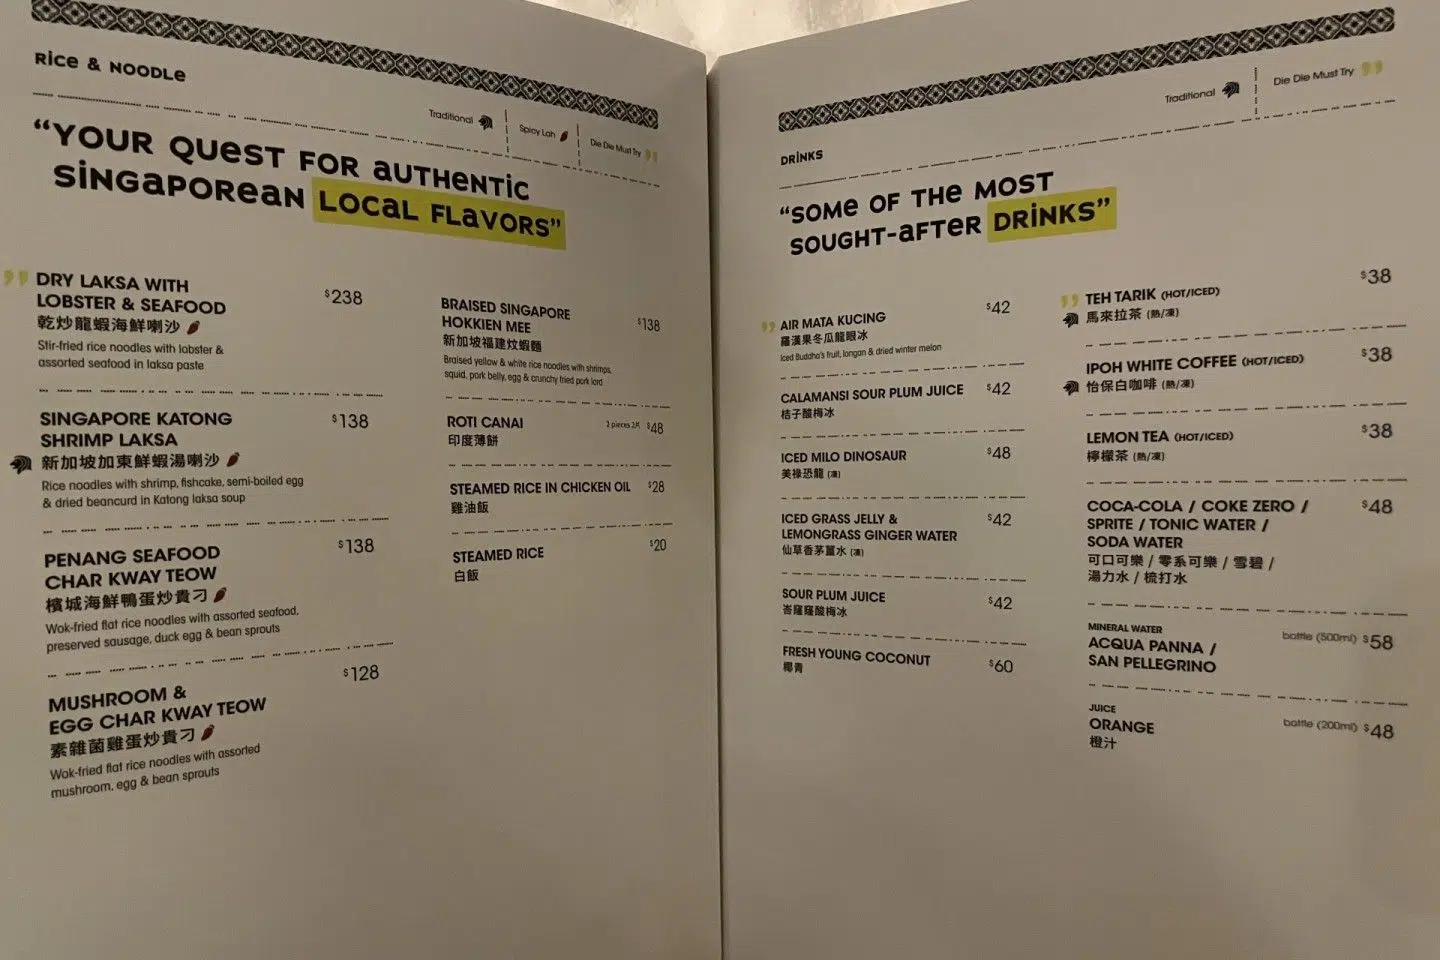 RICE & NOODLE
Traditional
Spicy Lah
Die Die Must Try
“YOUR QUEST FOR AUTHENTIC
SINGAPOREAN LOCAL FLAVORS”
DRY LAKSA WITH
LOBSTER & SEAFOOD
$238
乾炒龍蝦海鮮喇沙
Stir-fried rice noodles with lobster &
assorted seafood in laksa paste
SINGAPORE KATONG
SHRIMP LAKSA
$138
新加坡加東鮮蝦湯喇沙
Rice noodles with shrimp, fishcake, semi-boiled egg
& dried beancurd in Katong laksa soup
PENANG SEAFOOD
CHAR KWAY TEOW
$138
檳城海鮮鴨蛋炒貴刁
Wok-fried flat rice noodles with assorted seafood,
preserved sausage, duck egg & bean sprouts
MUSHROOM &
EGG CHAR KWAY TEOW
$128
素雜菌雞蛋炒貴刁
Wok-fried flat rice noodles with assorted
mushroom, egg & bean sprouts
BRAISED SINGAPORE
HOKKIEN MEE
$138
新加坡福建炆蝦麵
Braised yellow & white rice noodles with shrimps,
squid, pork belly, egg & crunchy fried pork lard
ROTI CANAI 2 pieces 2片 $48
印度薄餅
STEAMED RICE IN CHICKEN OIL $28
雞油飯
STEAMED RICE $20
白飯
DRINKS
Traditional
Die Die Must Try
“SOME OF THE MOST
SOUGHT-AFTER DRINKS”
AIR MATA KUCING $42
羅漢果冬瓜龍眼冰
Iced Buddha's fruit, longan & dried winter melon
CALAMANSI SOUR PLUM JUICE $42
桔子酸梅冰
ICED MILO DINOSAUR $48
美祿恐龍 (凍)
ICED GRASS JELLY &
LEMONGRASS GINGER WATER
$42
仙草香茅薑水 (凍)
SOUR PLUM JUICE $42
酸梅冰
FRESH YOUNG COCONUT $60
椰青
TEH TARIK (HOT/ICED) $38
馬來拉茶 (熱/凍)
IPOH WHITE COFFEE (HOT/ICED) $38
怡保白咖啡 (熱/凍)
LEMON TEA (HOT/ICED) $38
檸檬茶 (熱/凍)
COCA-COLA / COKE ZERO /
SPRITE / TONIC WATER /
SODA WATER
$48
可口可樂 / 零系可樂 / 雪碧 /
湯力水 / 梳打水
MINERAL WATER
ACQUA PANNA /
SAN PELLEGRINO
bottle (500ml) $58
JUICE
ORANGE bottle (200ml) $48
橙汁